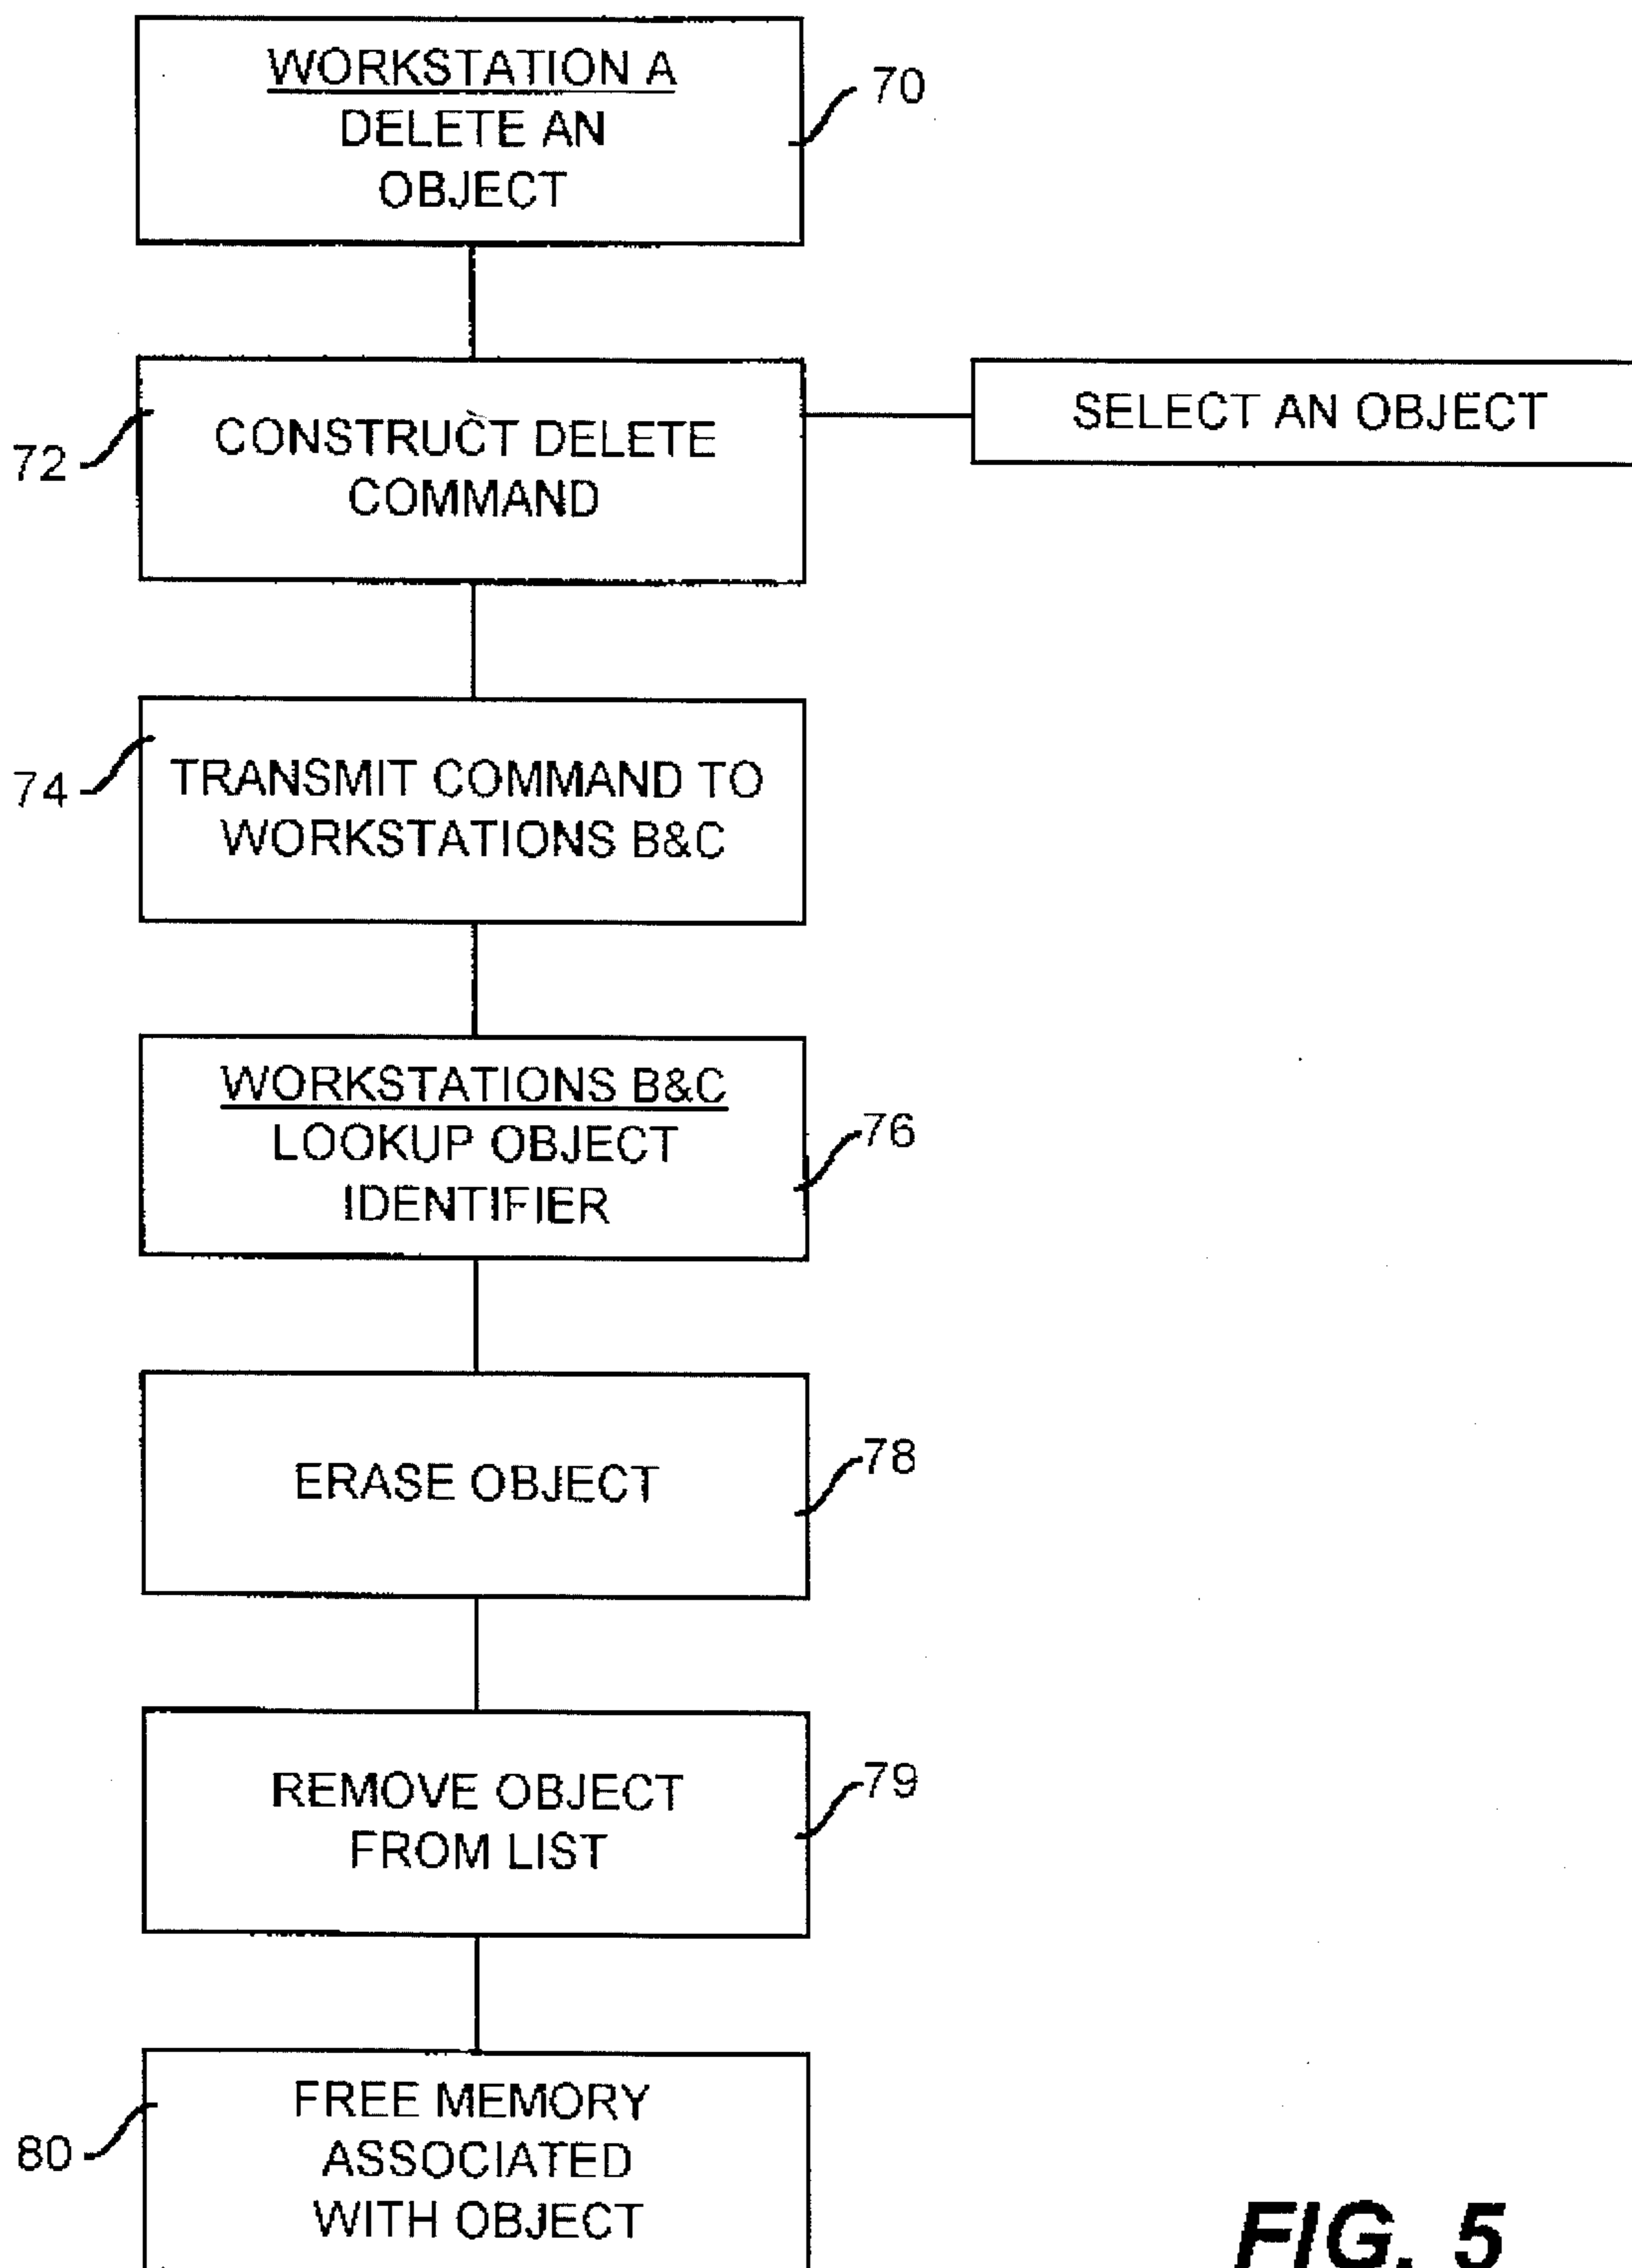 WORKSTATION A
DELETE AN
OBJECT
70
CONSTRUCT DELETE
COMMAND
72
SELECT AN OBJECT
TRANSMIT COMMAND TO
WORKSTATIONS B&C
74
WORKSTATIONS B&C
LOOKUP OBJECT
IDENTIFIER
76
ERASE OBJECT
78
REMOVE OBJECT
FROM LIST
79
FREE MEMORY
ASSOCIATED
WITH OBJECT
80
FIG. 5